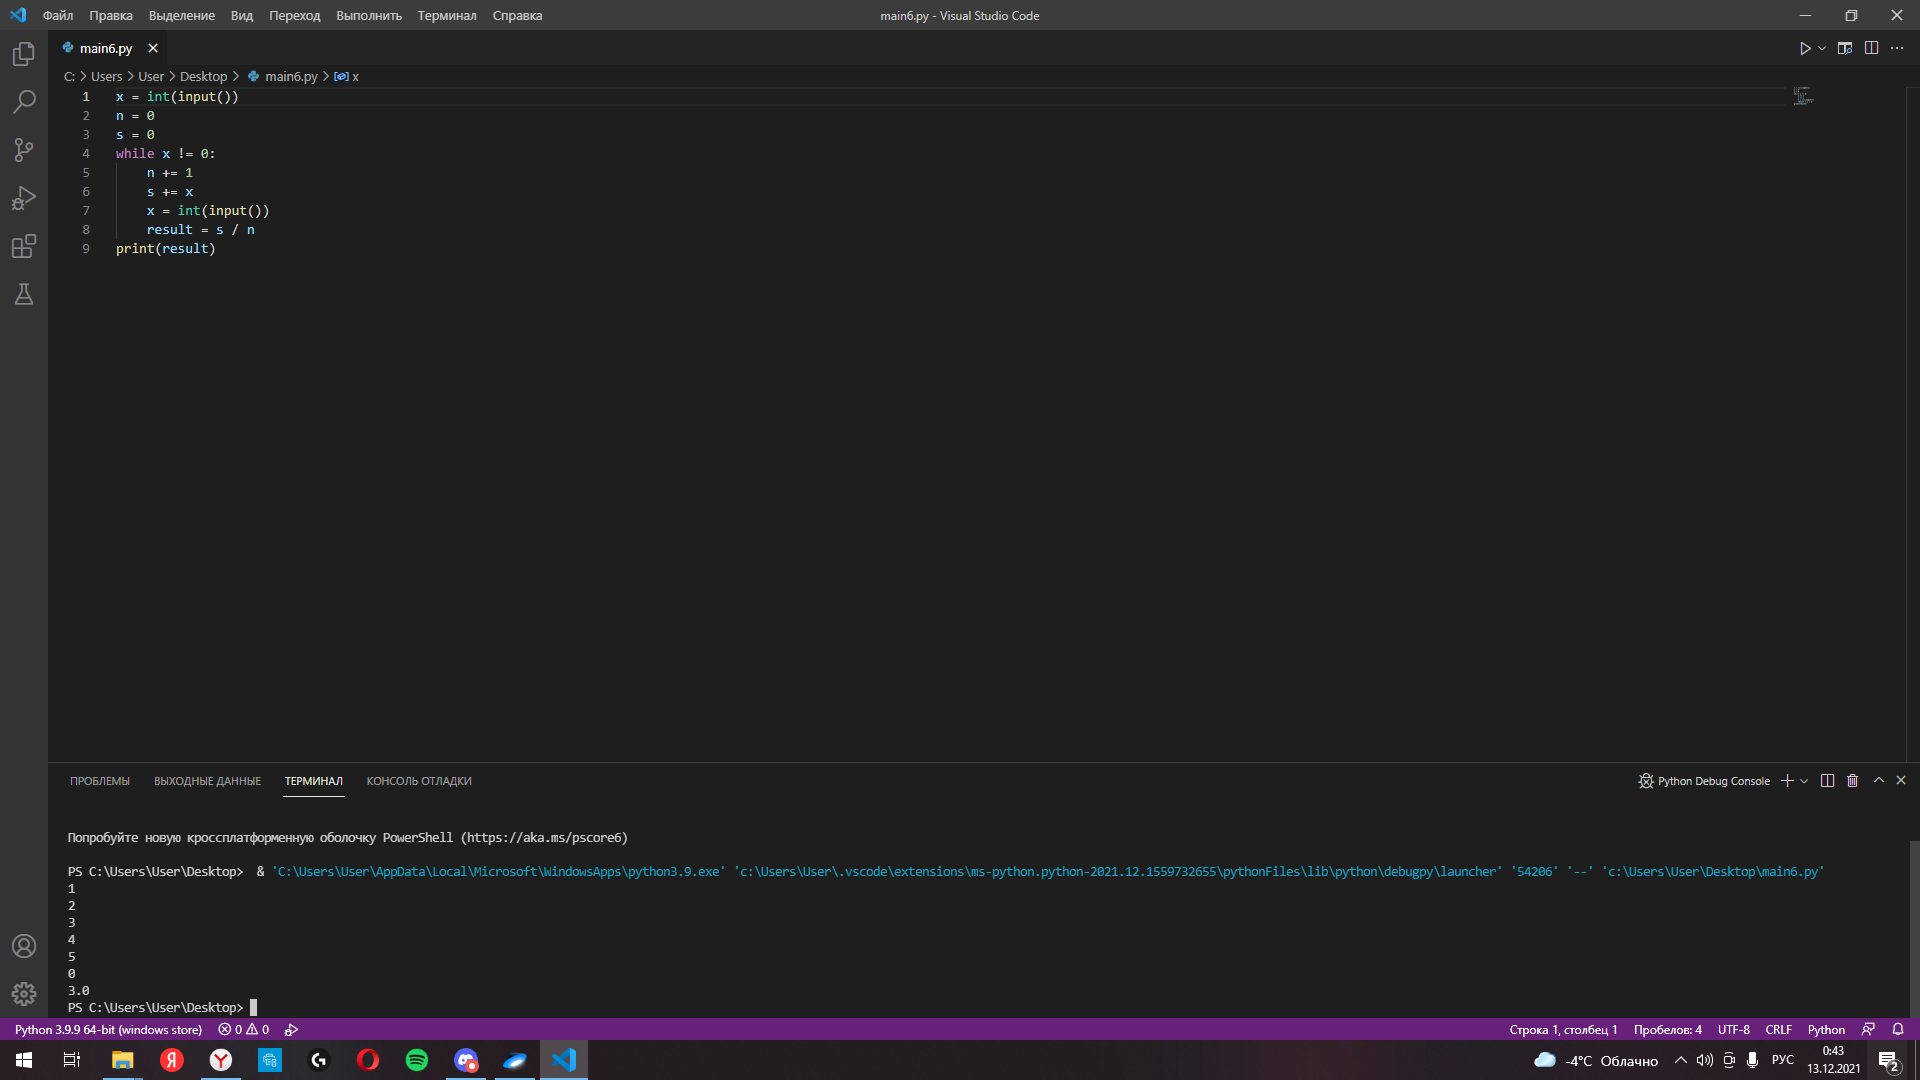 Файл Правка Выделение Вид Переход Выполнить Терминал Справка
main6.py - Visual Studio Code
main6.py
C: > Users > User > Desktop > main6.py > x
1 x = int(input())
2 n = 0
3 s = 0
4 while x != 0:
5 n += 1
6 s += x
7 x = int(input())
8 result = s / n
9 print(result)
ПРОБЛЕМЫ ВЫХОДНЫЕ ДАННЫЕ ТЕРМИНАЛ КОНСОЛЬ ОТЛАДКИ
Python Debug Console
Попробуйте новую кроссплатформенную оболочку PowerShell (https://aka.ms/pscore6)
PS C:\Users\User\Desktop> & 'C:\Users\User\AppData\Local\Microsoft\WindowsApps\python3.9.exe' 'c:\Users\User\.vscode\extensions\ms-python.python-2021.12.1559732655\pythonFiles\lib\python\debugpy\launcher' '54206' '--' 'c:\Users\User\Desktop\main6.py'
1
2
3
4
5
0
3.0
PS C:\Users\User\Desktop>
Python 3.9.9 64-bit (windows store) 0 0
Строка 1, столбец 1 Пробелов: 4 UTF-8 CRLF Python
-4°C Облачно
РУС
0:43
13.12.2021
2